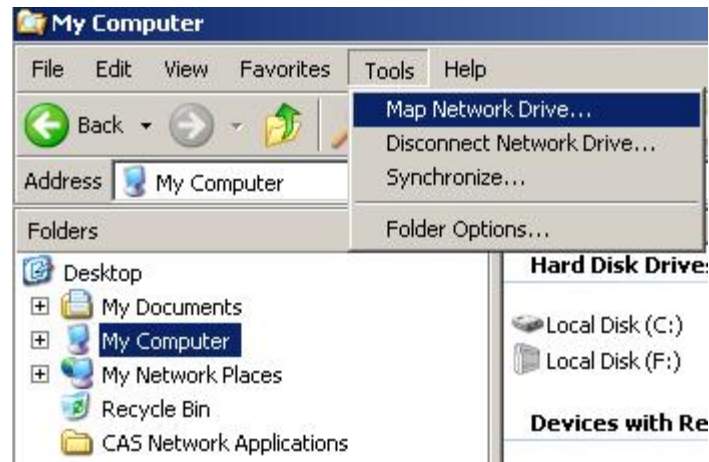 My Computer
File Edit View Favorites Tools Help
Map Network Drive...
Back
Disconnect Network Drive...
Address My Computer
Synchronize...
Folders
Folder Options...
Desktop
Hard Disk Drive
My Documents
My Computer
Local Disk (C:)
My Network Places
Local Disk (F:)
Recycle Bin
Devices with Re
CAS Network Applications